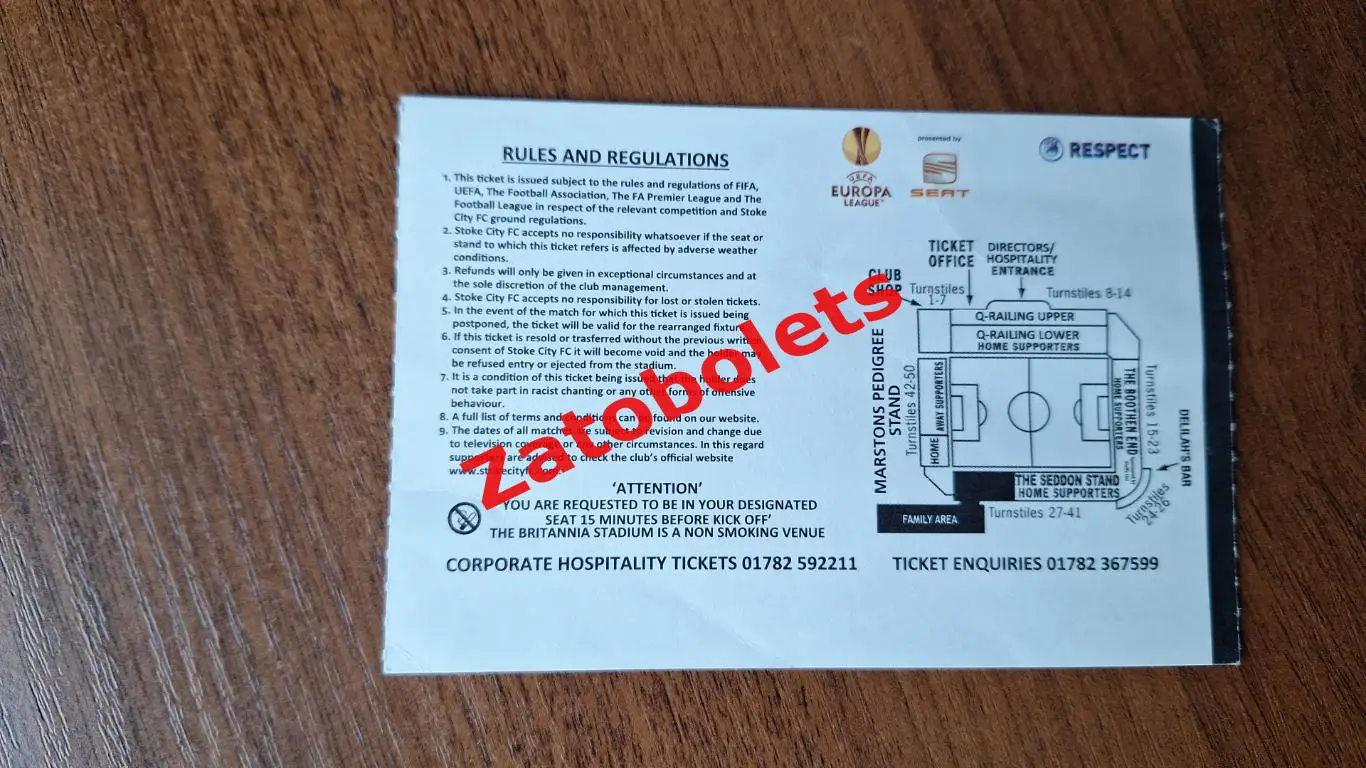 RULES AND REGULATIONS
1. This ticket is issued subject to the rules and regulations of FIFA,
UEFA, The Football Association, The FA Premier League and The
Football League in respect of the relevant competition and Stoke
City FC ground regulations.
2. Stoke City FC accepts no responsibility whatsoever if the seat or
stand to which this ticket refers is affected by adverse weather
conditions.
3. Refunds will only be given in exceptional circumstances and at
the sole discretion of the club management.
4. Stoke City FC accepts no responsibility for lost or stolen tickets.
5. In the event of the match for which this ticket is issued being
postponed, the ticket will be valid for the rearranged fixture
6. If this ticket is resold or trasferred without the previous written
consent of Stoke City FC it will become void and the holder may
be refused entry or ejected from the stadium.
7. It is a condition of this ticket being issued that the holder does
not take part in racist chanting or any other forms of offensive
behaviour.
8. A full list of terms and conditions can be found on our website.
9. The dates of all matches are subject to revision and change due
to television coverage or any other circumstances. In this regard
supporters are advised to check the club's official website
www.stokecityfc.com.
'ATTENTION'
YOU ARE REQUESTED TO BE IN YOUR DESIGNATED
SEAT 15 MINUTES BEFORE KICK OFF'
THE BRITANNIA STADIUM IS A NON SMOKING VENUE
CORPORATE HOSPITALITY TICKETS 01782 592211
TICKET ENQUIRIES 01782 367599
UEFA
EUROPA
LEAGUE
presented by
SEAT
RESPECT
TICKET
OFFICE
DIRECTORS/
HOSPITALITY
ENTRANCE
CLUB
SHOP
Turnstiles
1-7
Turnstiles 8-14
Q-RAILING UPPER
Q-RAILING LOWER
HOME SUPPORTERS
MARSTONS PEDIGREE
STAND
Turnstiles 42-50
AWAY SUPPORTERS
HOME
THE BOOTHEN END
HOME SUPPORTERS
Turnstiles 15-23
DELILAH'S BAR
THE SEDDON STAND
HOME SUPPORTERS
Turnstiles
24-26
FAMILY AREA
Turnstiles 27-41
zatobolets